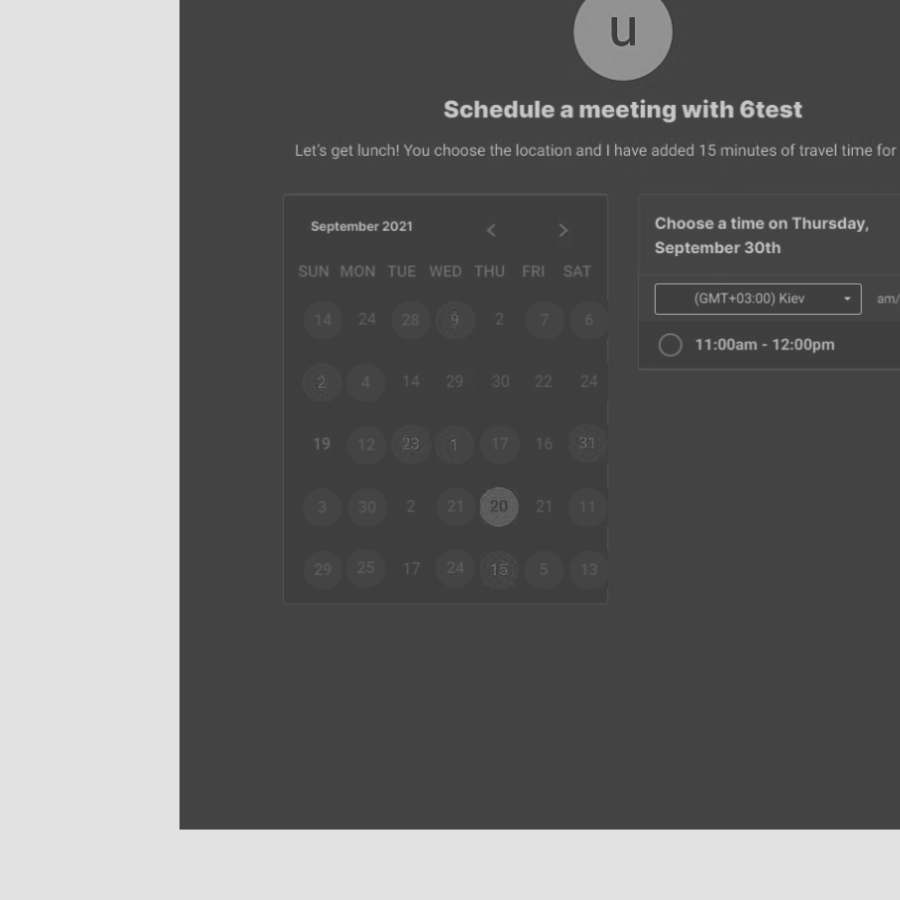 u
Schedule a meeting with 6test
Let's get lunch! You choose the location and I have added 15 minutes of travel time for
September 2021
SUN MON TUE WED THU FRI SAT
14 24 28 9 2 7 6
2 4 14 29 30 22 24
19 12 23 1 17 16 31
3 30 2 21 20 21 11
29 25 17 24 15 5 13
Choose a time on Thursday,
September 30th
(GMT+03:00) Kiev am/
11:00am - 12:00pm